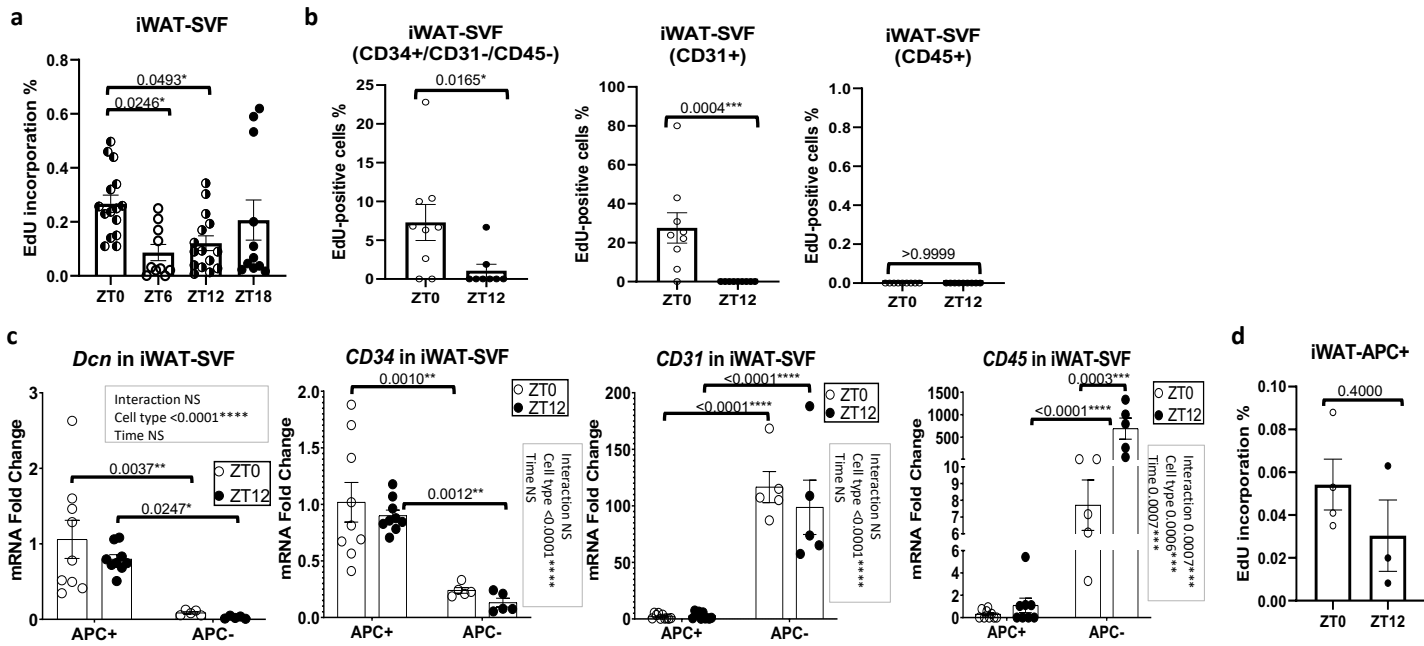 a
iWAT-SVF
EdU incorporation %
0.8
0.6
0.4
0.2
0.0
0.0493*
0.0246*
ZT0 ZT6 ZT12 ZT18
b
iWAT-SVF
(CD34+/CD31-/CD45-)
EdU-positive cells %
25
20
15
10
5
0
0.0165*
ZT0 ZT12
iWAT-SVF
(CD31+)
EdU-positive cells %
100
80
60
40
20
0
0.0004***
ZT0 ZT12
iWAT-SVF
(CD45+)
EdU-positive cells %
1.0
0.8
0.6
0.4
0.2
0.0
>0.9999
ZT0 ZT12
c
Dcn in iWAT-SVF
mRNA Fold Change
3
2
1
0
Interaction NS
Cell type <0.0001****
Time NS
ZT0
ZT12
0.0037**
0.0247*
APC+ APC-
CD34 in iWAT-SVF
mRNA Fold Change
2.0
1.5
1.0
0.5
0.0
0.0010**
0.0012**
ZT0
ZT12
Interaction NS
Cell type <0.0001****
Time NS
APC+ APC-
CD31 in iWAT-SVF
mRNA Fold Change
200
150
100
50
0
<0.0001****
<0.0001****
ZT0
ZT12
Interaction NS
Cell type <0.0001****
Time NS
APC+ APC-
CD45 in iWAT-SVF
mRNA Fold Change
1500
1000
500
10
9
8
7
6
6
4
2
0
0.0003***
<0.0001****
ZT0
ZT12
Interaction 0.0007***
Cell type 0.0006***
Time 0.0007***
APC+ APC-
d
iWAT-APC+
EdU incorporation %
0.10
0.08
0.06
0.04
0.02
0.00
0.4000
ZT0 ZT12